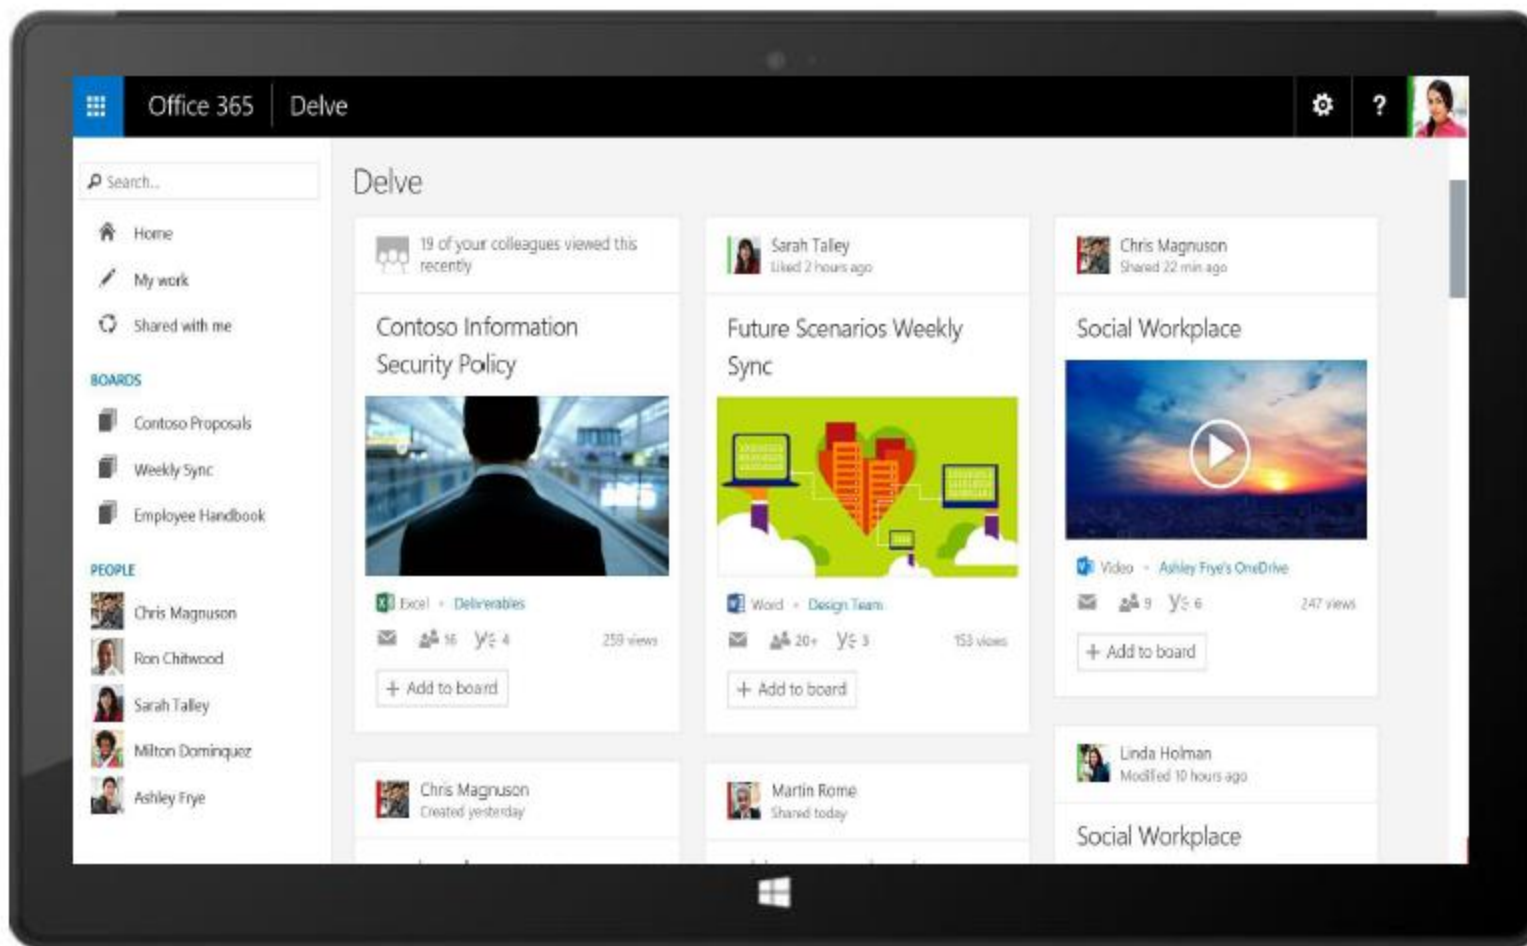 Office 365
Delve
Search...
Home
My work
Shared with me
BOARDS
Contoso Proposals
Weekly Sync
Employee Handbook
PEOPLE
Chris Magnuson
Ron Chitwood
Sarah Talley
Milton Dominquez
Ashley Frye
Delve
19 of your colleagues viewed this
recently
Contoso Information
Security Policy
Excel • Deliverables
16 4 259 views
+ Add to board
Chris Magnuson
Created yesterday
Sarah Talley
Liked 2 hours ago
Future Scenarios Weekly
Sync
Word • Design Team
20+ 3 153 views
+ Add to board
Martin Rome
Shared today
Chris Magnuson
Shared 22 min ago
Social Workplace
Video • Ashley Frye's OneDrive
9 6 247 views
+ Add to board
Linda Holman
Modified 10 hours ago
Social Workplace